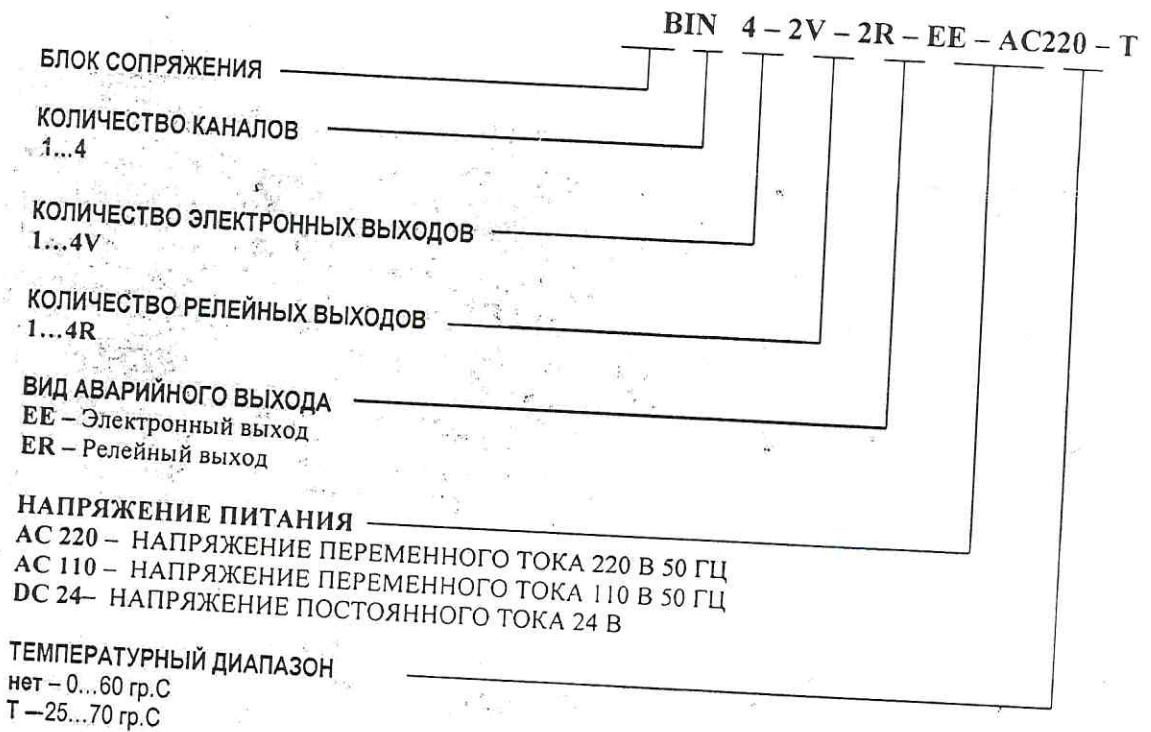 BIN 4 – 2V – 2R – EE – AC220 – T
БЛОК СОПРЯЖЕНИЯ
КОЛИЧЕСТВО КАНАЛОВ
1...4
КОЛИЧЕСТВО ЭЛЕКТРОННЫХ ВЫХОДОВ
1...4V
КОЛИЧЕСТВО РЕЛЕЙНЫХ ВЫХОДОВ
1...4R
ВИД АВАРИЙНОГО ВЫХОДА
EE – Электронный выход
ER – Релейный выход
НАПРЯЖЕНИЕ ПИТАНИЯ
AC 220 – НАПРЯЖЕНИЕ ПЕРЕМЕННОГО ТОКА 220 В 50 ГЦ
AC 110 – НАПРЯЖЕНИЕ ПЕРЕМЕННОГО ТОКА 110 В 50 ГЦ
DC 24– НАПРЯЖЕНИЕ ПОСТОЯННОГО ТОКА 24 В
ТЕМПЕРАТУРНЫЙ ДИАПАЗОН
нет – 0...60 гр.С
Т —25...70 гр.С